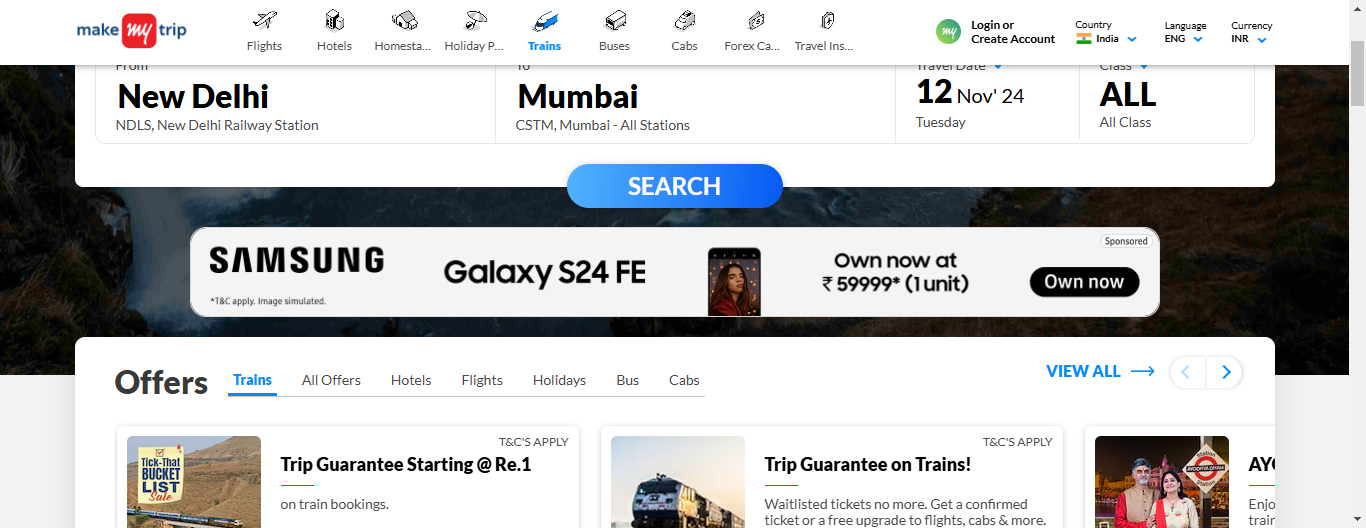 make my trip
Flights
Hotels
Homesta...
Holiday P...
Trains
Buses
Cabs
Forex Ca...
Travel Ins...
my
Login or
Create Account
Country
India
Language
ENG
Currency
INR
From
To
Travel Date
Class
New Delhi
NDLS, New Delhi Railway Station
Mumbai
CSTM, Mumbai - All Stations
12 Nov' 24
Tuesday
ALL
All Class
SEARCH
SAMSUNG
*T&C apply. Image simulated.
Galaxy S24 FE
Own now at
₹ 59999* (1 unit)
Sponsored
Own now
Offers
Trains
All Offers
Hotels
Flights
Holidays
Bus
Cabs
VIEW ALL
TICK-THAT
BUCKET
LIST
Sale
T&C'S APPLY
Trip Guarantee Starting @ Re.1
on train bookings.
T&C'S APPLY
Trip Guarantee on Trains!
Waitlisted tickets no more. Get a confirmed
ticket or a free upgrade to flights, cabs & more.
Station
AYODHYA DHAM
Station
AYO
Enjo
train